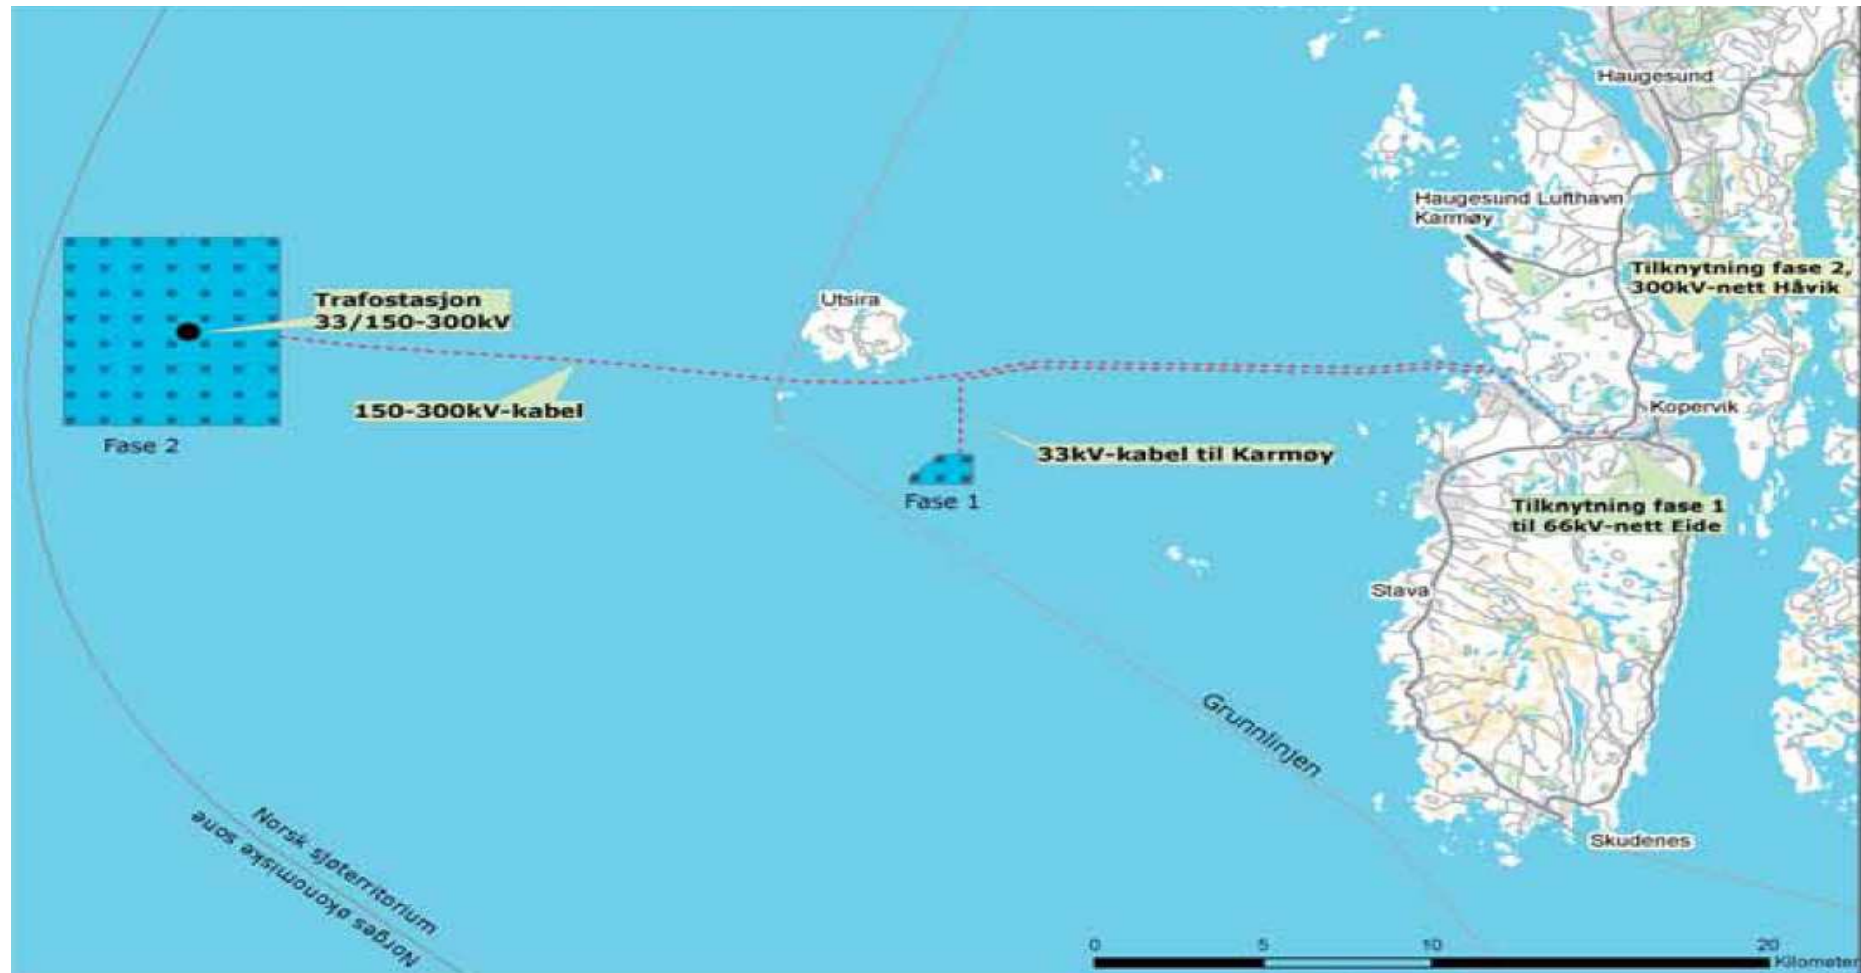 Haugesund
Haugesund Lufthavn
Karmøy
Tilknytning fase 2,
300kV-nett Håvik
Trafostasjon
33/150-300kV
Utsira
150-300kV-kabel
Kopervik
Fase 2
33kV-kabel til Karmøy
Fase 1
Tilknytning fase 1
til 66kV-nett Eide
Stava
Grunnlinjen
Norsk sjøterritorium
Norges økonomiske sone
Skudenes
0 5 10 20
Kilometer